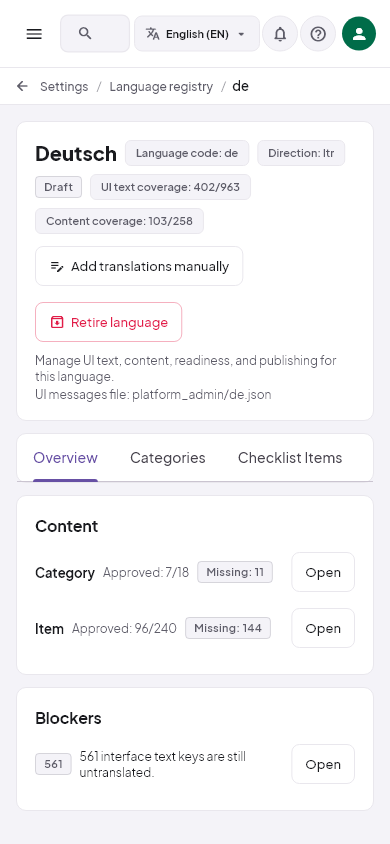 English (EN)
Settings / Language registry / de
Deutsch Language code: de Direction: ltr
Draft UI text coverage: 402/963
Content coverage: 103/258
Add translations manually
Retire language
Manage UI text, content, readiness, and publishing for
this language.
UI messages file: platform_admin/de.json
Overview Categories Checklist Items
Content
Category Approved: 7/18 Missing: 11 Open
Item Approved: 96/240 Missing: 144 Open
Blockers
561 561 interface text keys are still
untranslated.
Open